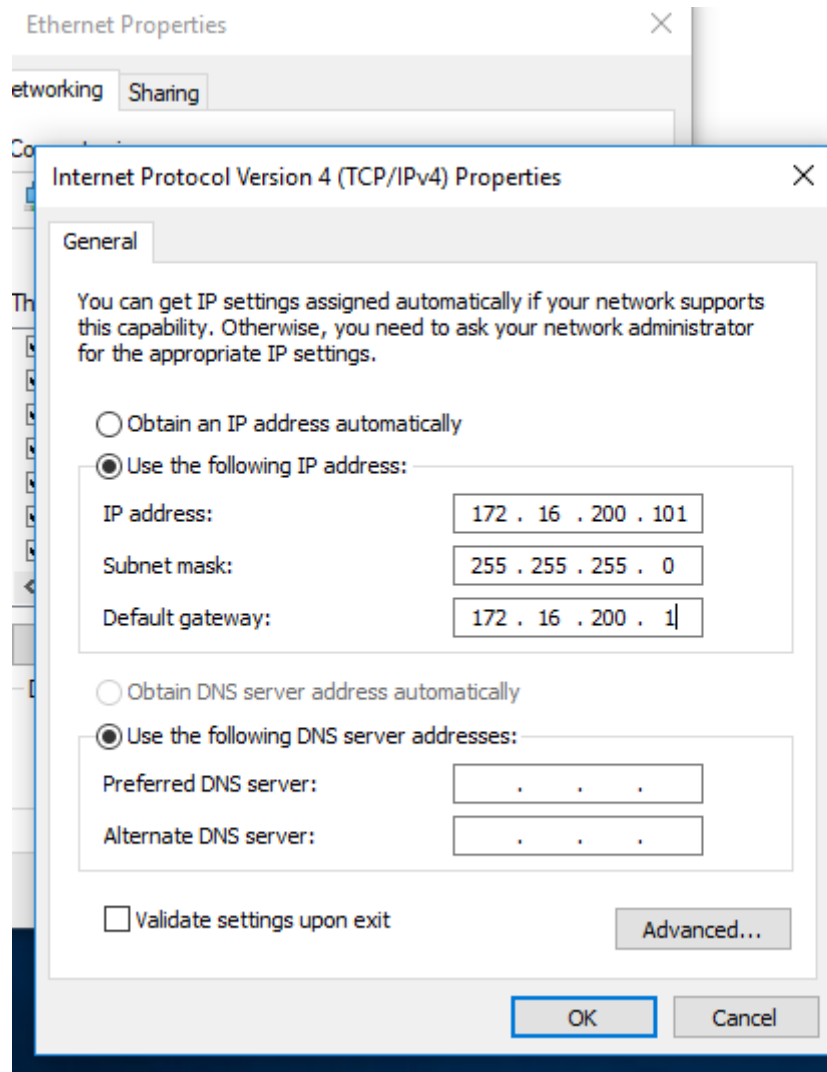 Ethernet Properties
etworking
Sharing
Co
Internet Protocol Version 4 (TCP/IPv4) Properties
General
Th
You can get IP settings assigned automatically if your network supports
this capability. Otherwise, you need to ask your network administrator
for the appropriate IP settings.
Obtain an IP address automatically
Use the following IP address:
IP address: 172 . 16 . 200 . 101
Subnet mask: 255 . 255 . 255 . 0
Default gateway: 172 . 16 . 200 . 1
Obtain DNS server address automatically
Use the following DNS server addresses:
Preferred DNS server: . . .
Alternate DNS server: . . .
Validate settings upon exit
Advanced...
OK
Cancel